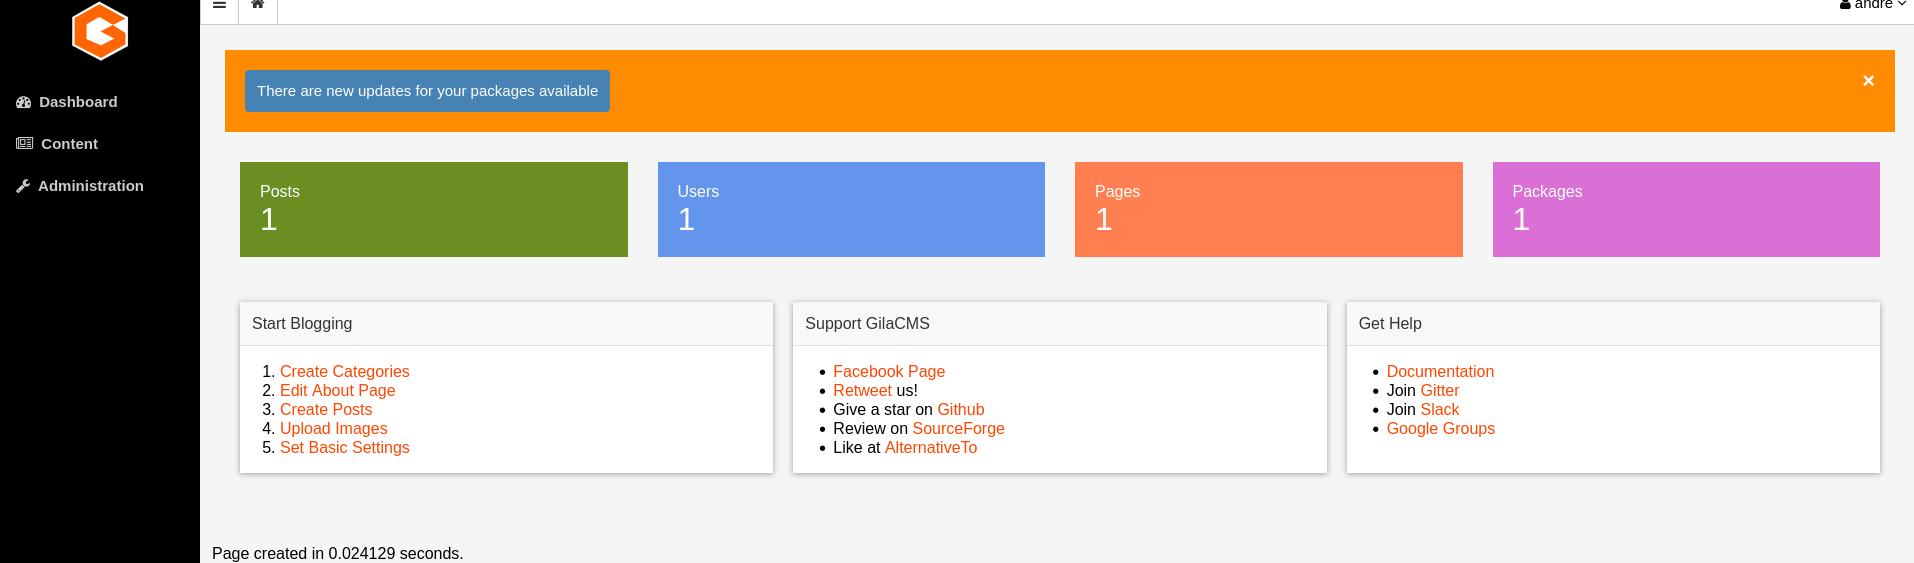 andre
Dashboard
Content
Administration
There are new updates for your packages available
×
Posts
1
Users
1
Pages
1
Packages
1
Start Blogging
1. Create Categories
2. Edit About Page
3. Create Posts
4. Upload Images
5. Set Basic Settings
Support GilaCMS
• Facebook Page
• Retweet us!
• Give a star on Github
• Review on SourceForge
• Like at AlternativeTo
Get Help
• Documentation
• Join Gitter
• Join Slack
• Google Groups
Page created in 0.024129 seconds.